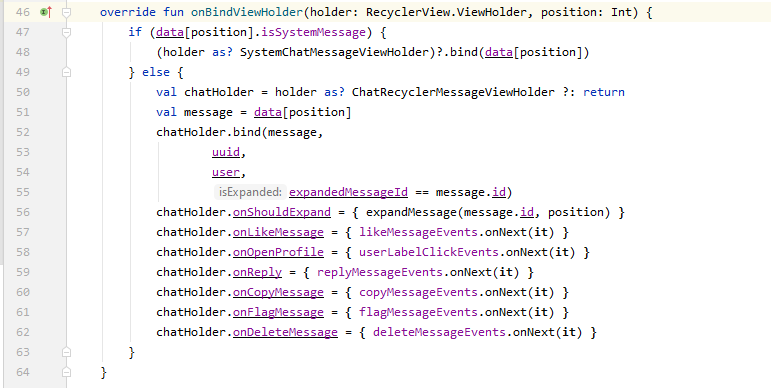 46 override fun onBindViewHolder(holder: RecyclerView.ViewHolder, position: Int) {
47 if (data[position].isSystemMessage) {
48 (holder as? SystemChatMessageViewHolder)?.bind(data[position])
49 } else {
50 val chatHolder = holder as? ChatRecyclerMessageViewHolder ?: return
51 val message = data[position]
52 chatHolder.bind(message,
53 uuid,
54 user,
55 isExpanded: expandedMessageId == message.id)
56 chatHolder.onShouldExpand = { expandMessage(message.id, position) }
57 chatHolder.onLikeMessage = { likeMessageEvents.onNext(it) }
58 chatHolder.onOpenProfile = { userLabelClickEvents.onNext(it) }
59 chatHolder.onReply = { replyMessageEvents.onNext(it) }
60 chatHolder.onCopyMessage = { copyMessageEvents.onNext(it) }
61 chatHolder.onFlagMessage = { flagMessageEvents.onNext(it) }
62 chatHolder.onDeleteMessage = { deleteMessageEvents.onNext(it) }
63 }
64 }